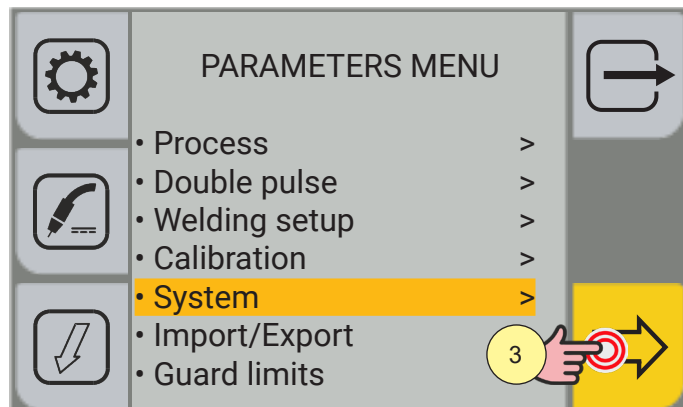 PARAMETERS MENU
• Process >
• Double pulse >
• Welding setup >
• Calibration >
• System >
• Import/Export
• Guard limits
3